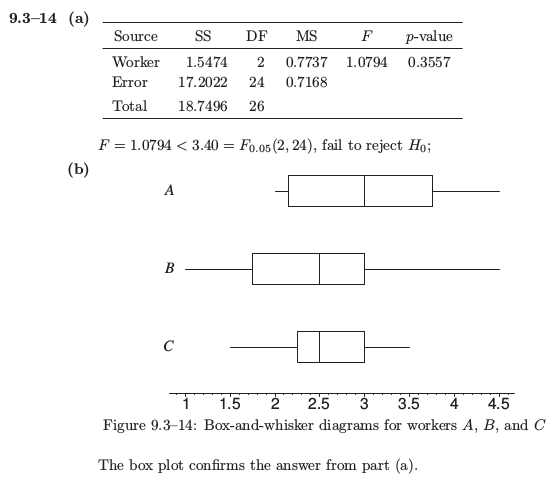 9.3–14 (a)
Source SS DF MS F p-value
Worker 1.5474 2 0.7737 1.0794 0.3557
Error 17.2022 24 0.7168
Total 18.7496 26
F = 1.0794 < 3.40 = F₀.₀₅(2, 24), fail to reject H₀;
(b)
A
B
C
1 1.5 2 2.5 3 3.5 4 4.5
Figure 9.3–14: Box-and-whisker diagrams for workers A, B, and C
The box plot confirms the answer from part (a).